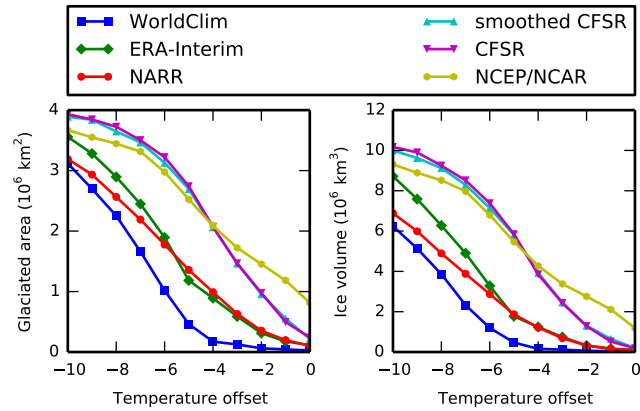 WorldClim
ERA-Interim
NARR
smoothed CFSR
CFSR
NCEP/NCAR
Glaciated area (10⁶ km²)
4
3
2
1
0
−10 −8 −6 −4 −2 0
Temperature offset
Ice volume (10⁶ km³)
12
10
8
6
4
2
0
−10 −8 −6 −4 −2 0
Temperature offset